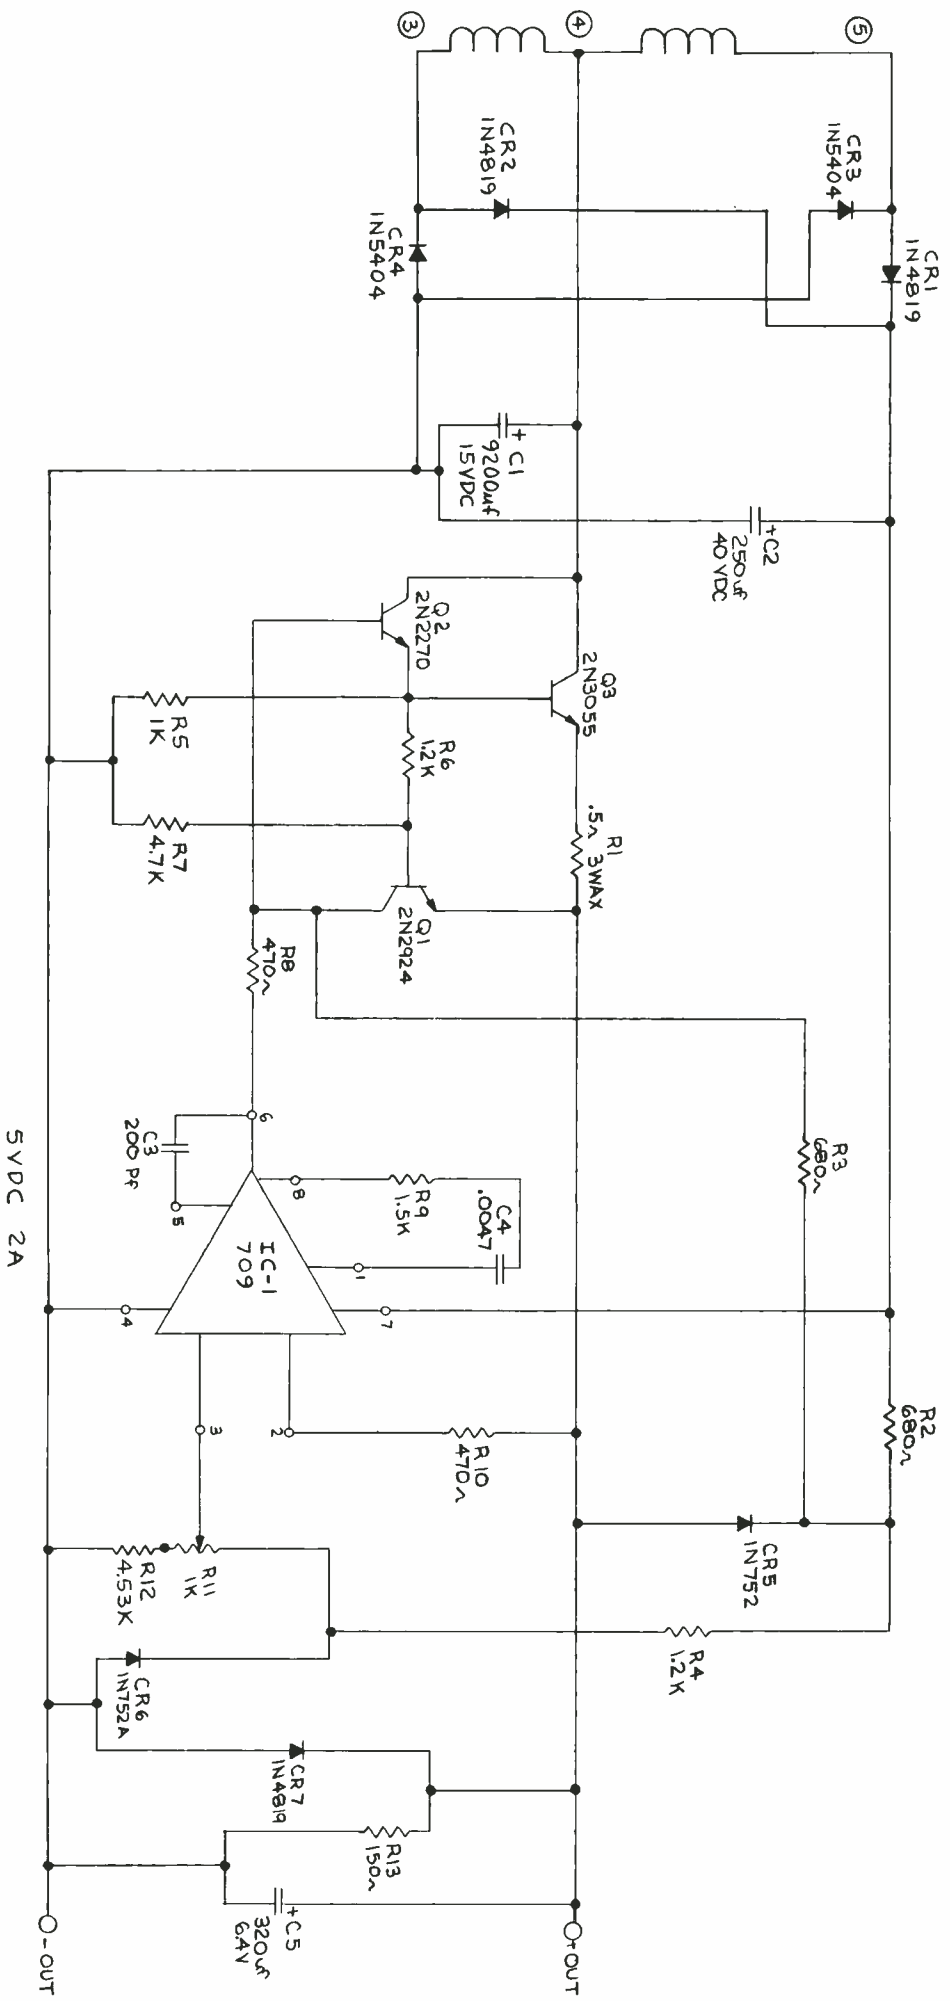 3
4
5
CR2
1N4819
CR3
1N5404
CR4
1N5404
CR1
1N4819
+ C1
9200uf
15VDC
+C2
250uf
40VDC
Q2
2N2270
Q3
2N3055
R5
1K
R6
1.2K
R7
4.7K
R1
.5Ω 3WAX
Q1
2N2924
R8
470Ω
R3
680Ω
6
C3
200 Pf
5
8
R9
1.5K
C4
.0047
1
IC-1
709
4
7
3
2
R10
470Ω
R2
680Ω
CR5
1N752
R11
1K
R12
4.53K
R4
1.2K
CR6
1N752A
CR7
1N4819
R13
150Ω
+C5
320uf
6.4V
-OUT
+OUT
5VDC 2A